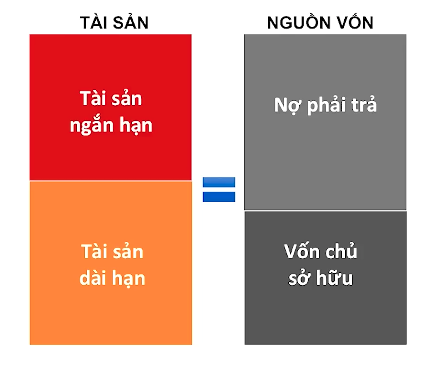 TÀI SẢN
NGUỒN VỐN
Tài sản
ngắn hạn
Nợ phải trả
Tài sản
dài hạn
Vốn chủ
sở hữu